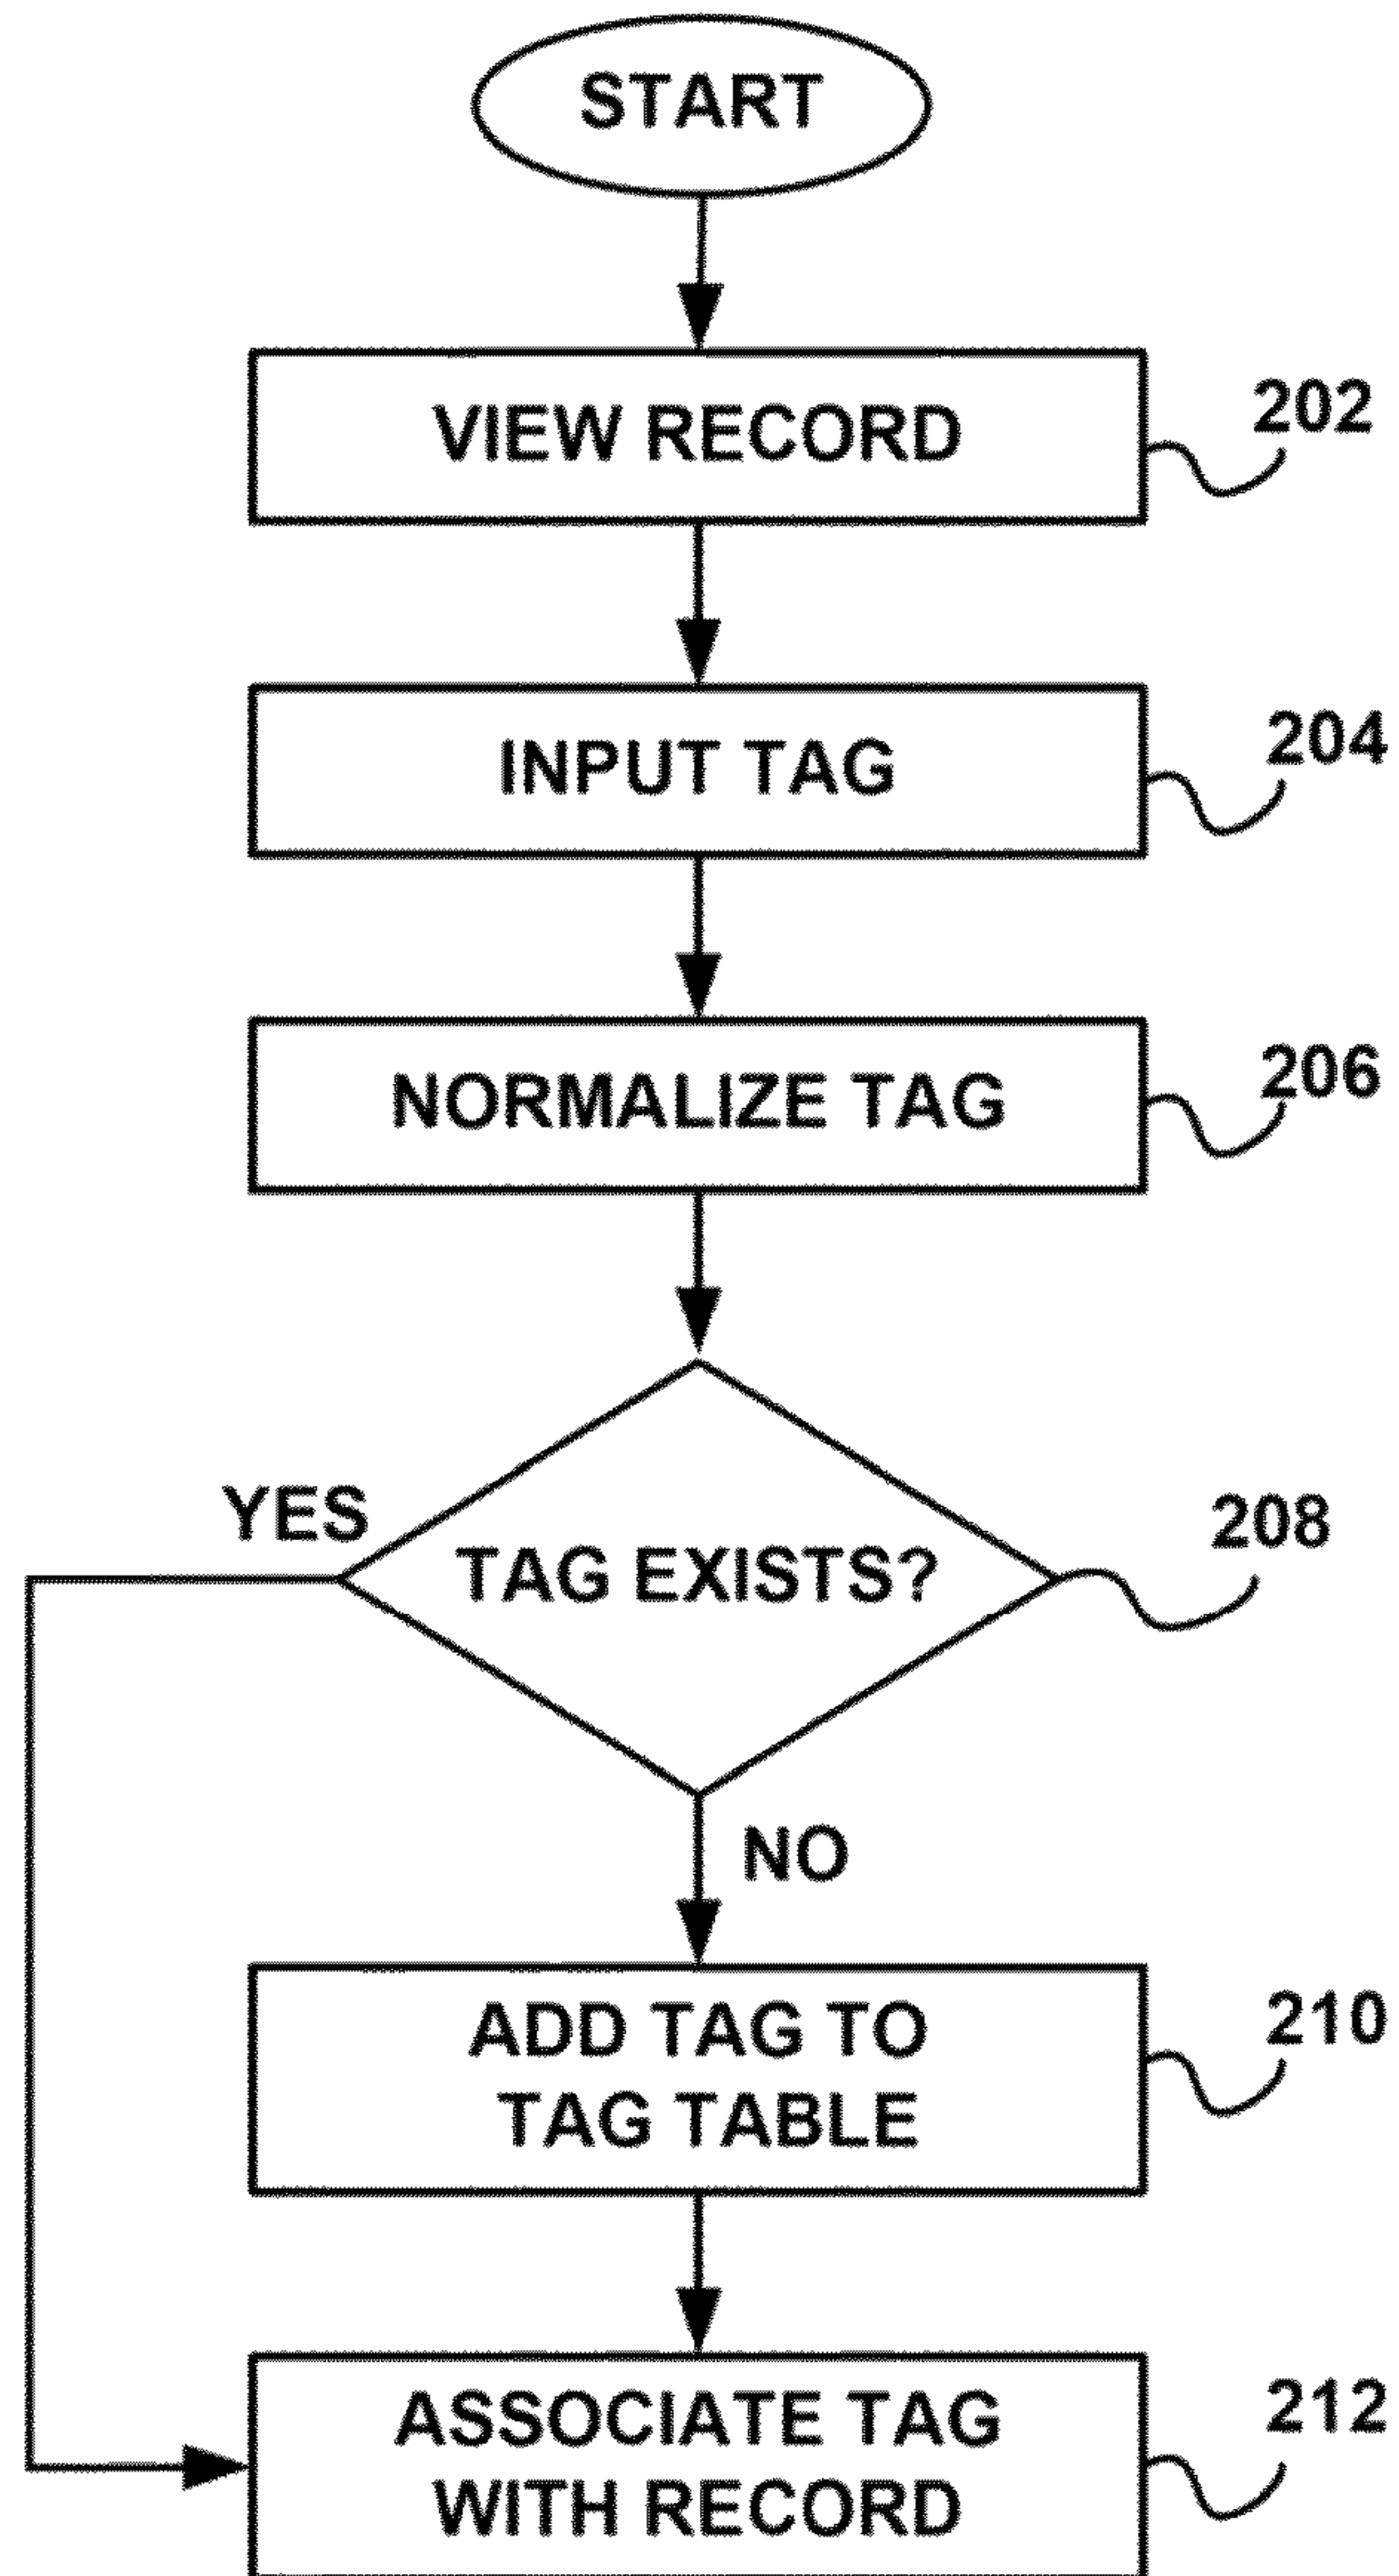 START
VIEW RECORD
202
INPUT TAG
204
NORMALIZE TAG
206
YES
TAG EXISTS?
208
NO
ADD TAG TO
TAG TABLE
210
ASSOCIATE TAG
WITH RECORD
212